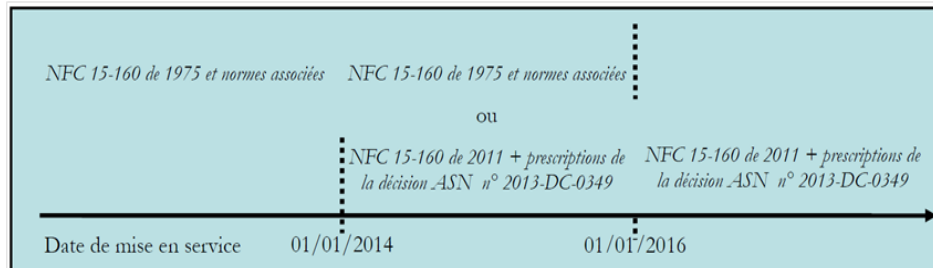 NFC 15-160 de 1975 et normes associées NFC 15-160 de 1975 et normes associées
ou
NFC 15-160 de 2011 + prescriptions de
la décision ASN n° 2013-DC-0349
NFC 15-160 de 2011 + prescriptions de
la décision ASN n° 2013-DC-0349
Date de mise en service 01/01/2014 01/01/2016